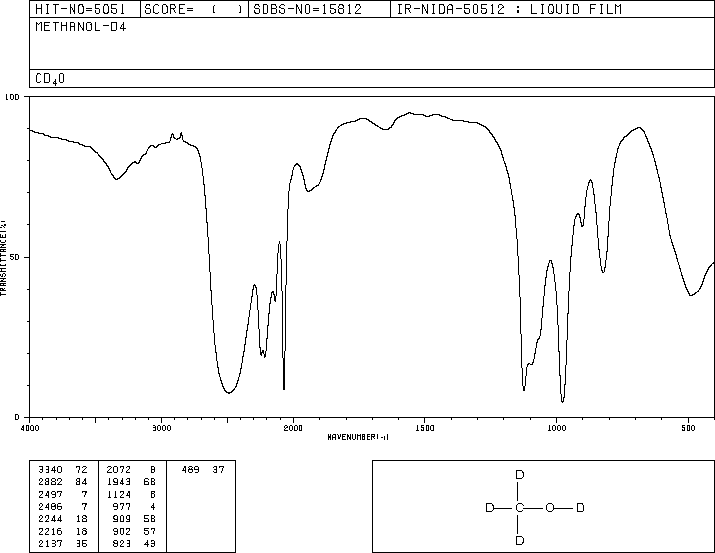 HIT-NO=5051 SCORE= ( ) SDBS-NO=15812 IR-NIDA-50512 : LIQUID FILM
METHANOL-D4
CD4O
100
TRANSMITTANCE(%)
50
0
4000 3000 2000 1500 1000 500
WAVENUMBER(-1)
3340 72 2072 8 489 37
2882 84 1943 68
2497 7 1124 8
2486 7 977 4
2244 18 909 58
2216 18 902 57
2137 35 823 43
D
D C O D
D